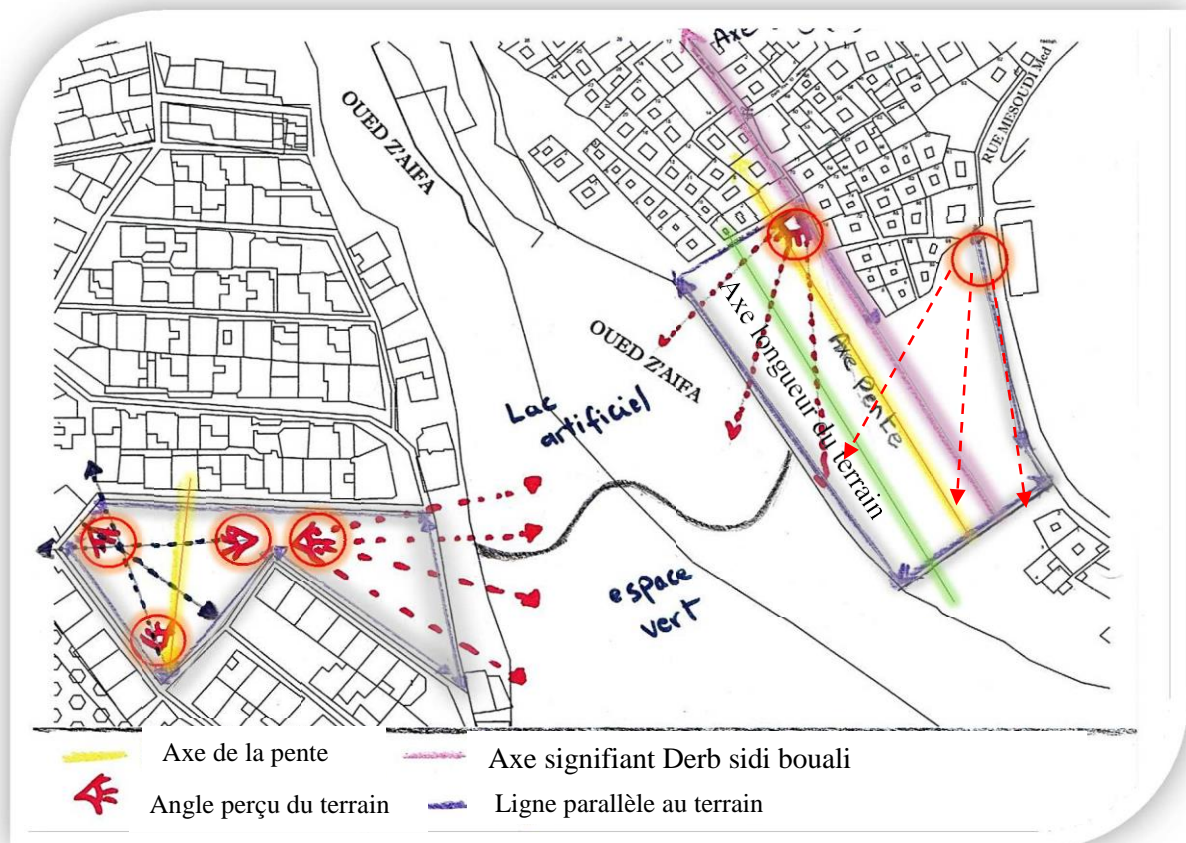 Axe
OUED Z'AIFA
RUE MESOUDI Med
OUED Z'AIFA
Axe longueur du terrain
Axe Pente
Lac
artificiel
espace
vert
Axe de la pente
Axe signifiant Derb sidi bouali
Angle perçu du terrain
Ligne parallèle au terrain